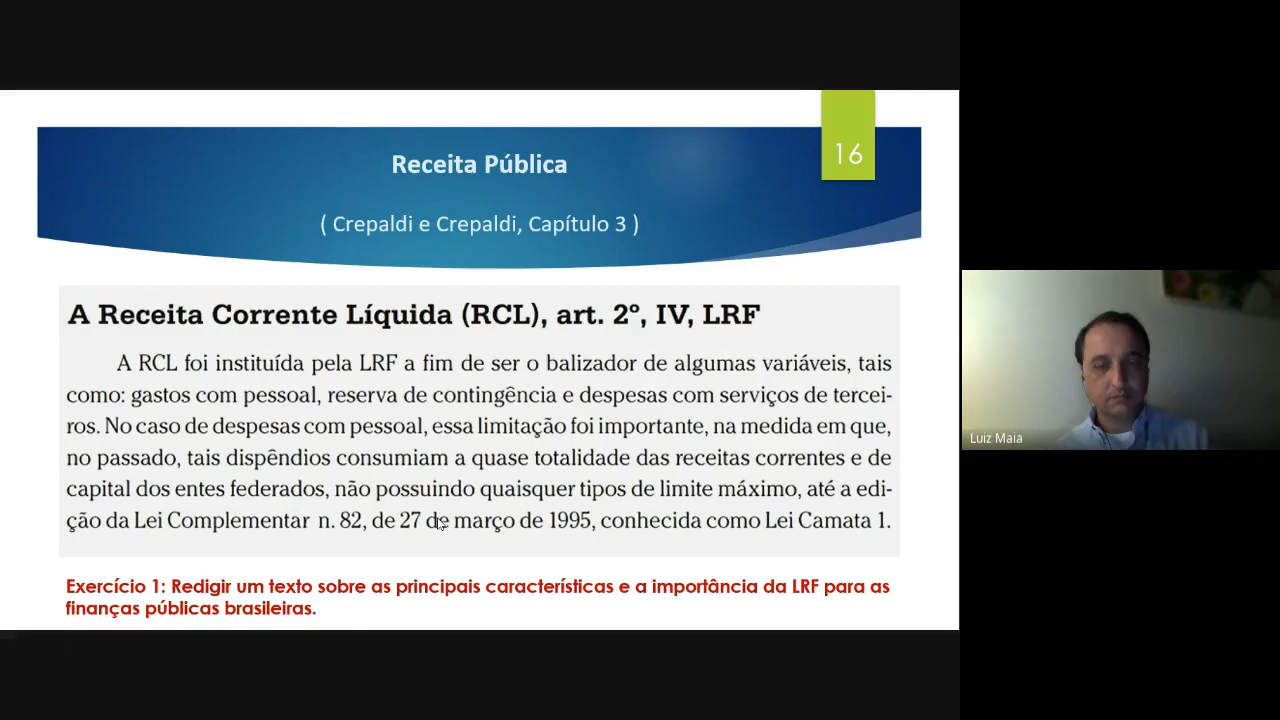 16
Receita Pública
( Crepaldi e Crepaldi, Capítulo 3 )
A Receita Corrente Líquida (RCL), art. 2º, IV, LRF
A RCL foi instituída pela LRF a fim de ser o balizador de algumas variáveis, tais
como: gastos com pessoal, reserva de contingência e despesas com serviços de tercei-
ros. No caso de despesas com pessoal, essa limitação foi importante, na medida em que,
no passado, tais dispêndios consumiam a quase totalidade das receitas correntes e de
capital dos entes federados, não possuindo quaisquer tipos de limite máximo, até a edi-
ção da Lei Complementar n. 82, de 27 de março de 1995, conhecida como Lei Camata 1.
Exercício 1: Redigir um texto sobre as principais características e a importância da LRF para as
finanças públicas brasileiras.
Luiz Maia